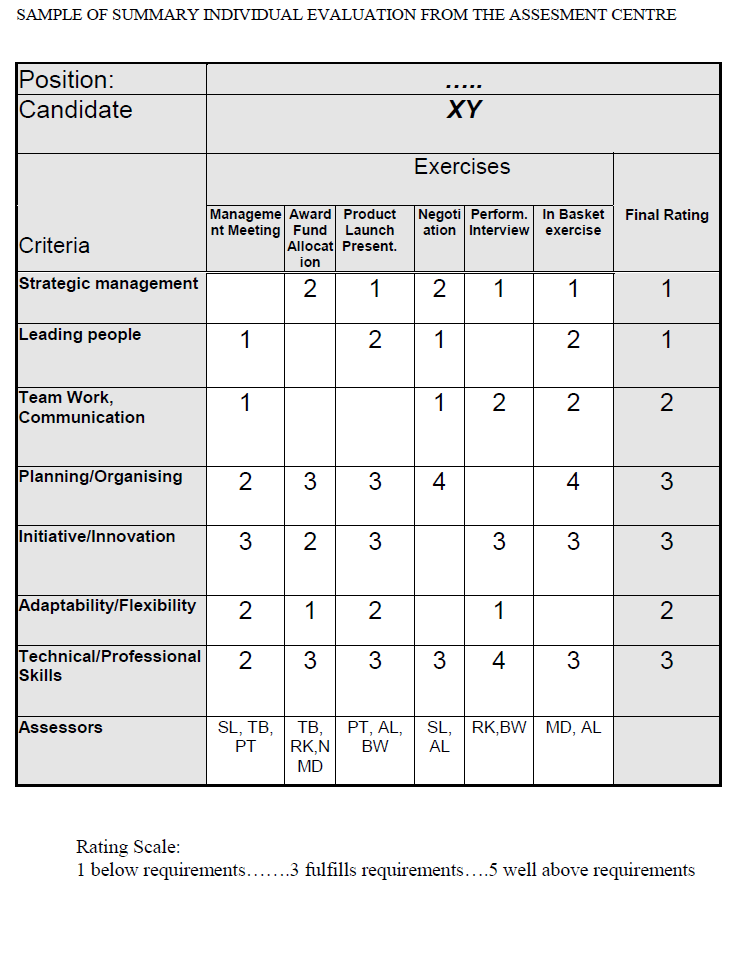 SAMPLE OF SUMMARY INDIVIDUAL EVALUATION FROM THE ASSESMENT CENTRE
Position: …..
Candidate XY
Exercises
Criteria
Manageme
nt Meeting
Award
Fund
Allocat
ion
Product
Launch
Present.
Negoti
ation
Perform.
Interview
In Basket
exercise
Final Rating
Strategic management 2 1 2 1 1 1
Leading people 1 2 1 2 1
Team Work,
Communication 1 1 2 2 2
Planning/Organising 2 3 3 4 4 3
Initiative/Innovation 3 2 3 3 3 3
Adaptability/Flexibility 2 1 2 1 2
Technical/Professional
Skills 2 3 3 3 4 3 3
Assessors
SL, TB,
PT
TB,
RK,N
MD
PT, AL,
BW
SL,
AL
RK,BW
MD, AL
Rating Scale:
1 below requirements…….3 fulfills requirements….5 well above requirements